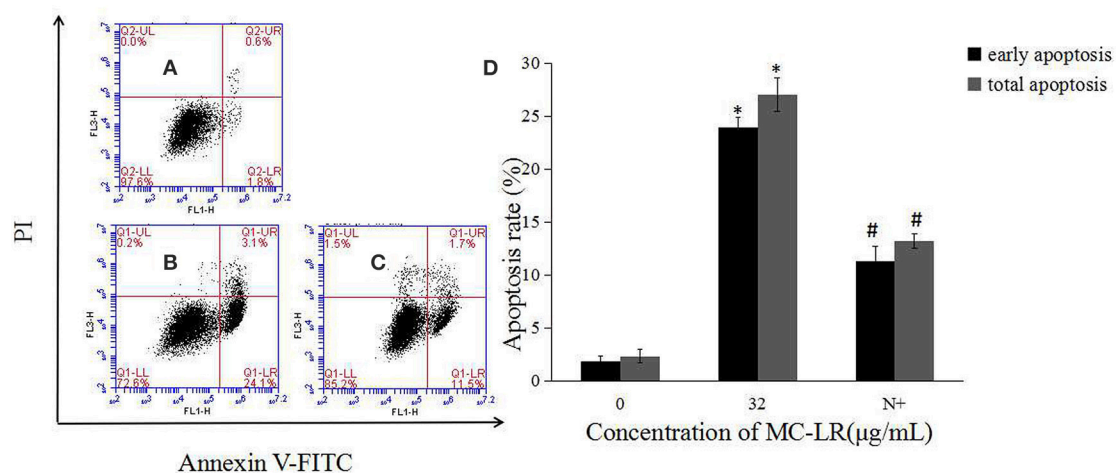 PI
Q2-UL
0.0%
Q2-UR
0.6%
A
Q2-LL
97.6%
Q2-LR
1.8%
FL3-H
FL1-H
Q1-UL
0.2%
Q1-UR
3.1%
B
Q1-LL
72.6%
Q1-LR
24.1%
FL3-H
FL1-H
Q1-UL
1.5%
Q1-UR
1.7%
C
Q1-LL
85.2%
Q1-LR
11.5%
FL3-H
FL1-H
Annexin V-FITC
D
early apoptosis
total apoptosis
Apoptosis rate (%)
30
25
20
15
10
5
0
* *
# #
0 32 N+
Concentration of MC-LR(μg/mL)